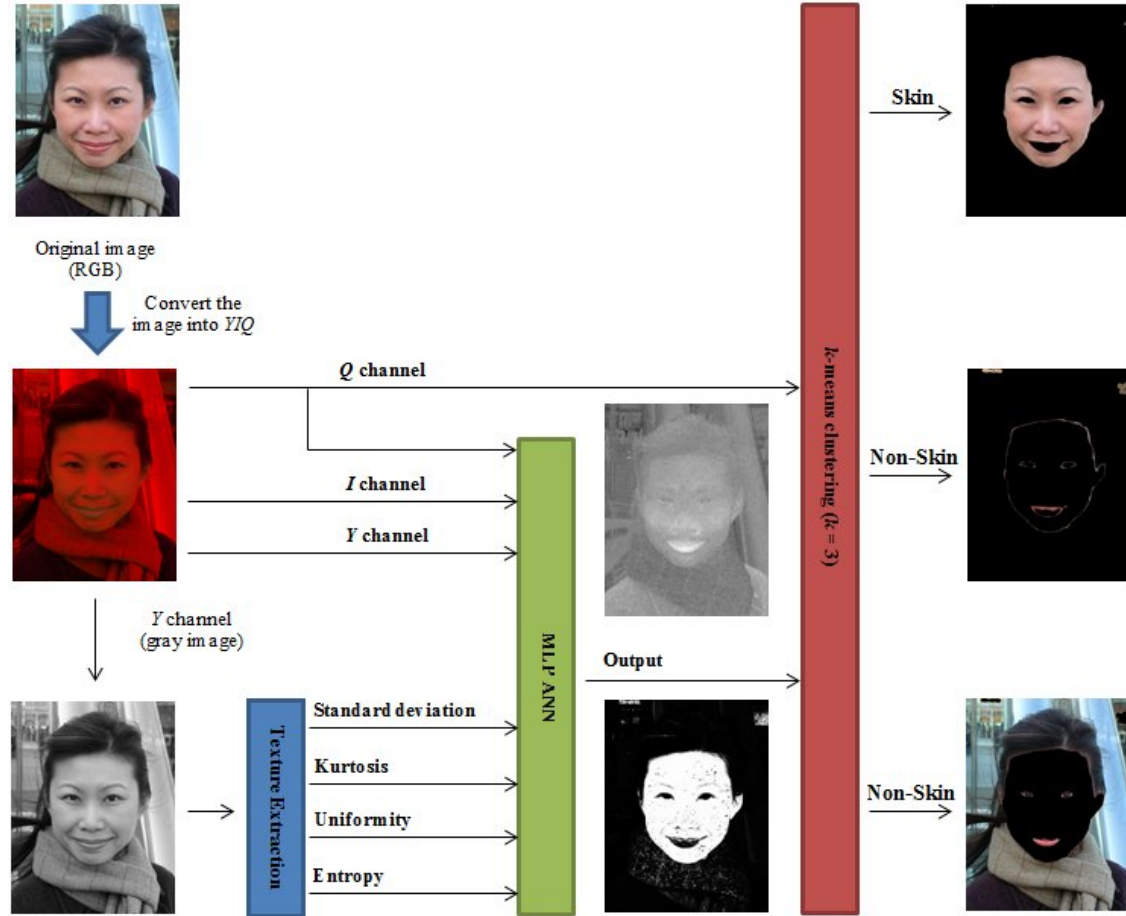 Original image
(RGB)
Convert the
image into YIQ
Q channel
I channel
Y channel
Y channel
(gray image)
Texture Extraction
Standard deviation
Kurtosis
Uniformity
Entropy
MLP ANN
Output
k-means clustering (k = 3)
Skin
Non-Skin
Non-Skin